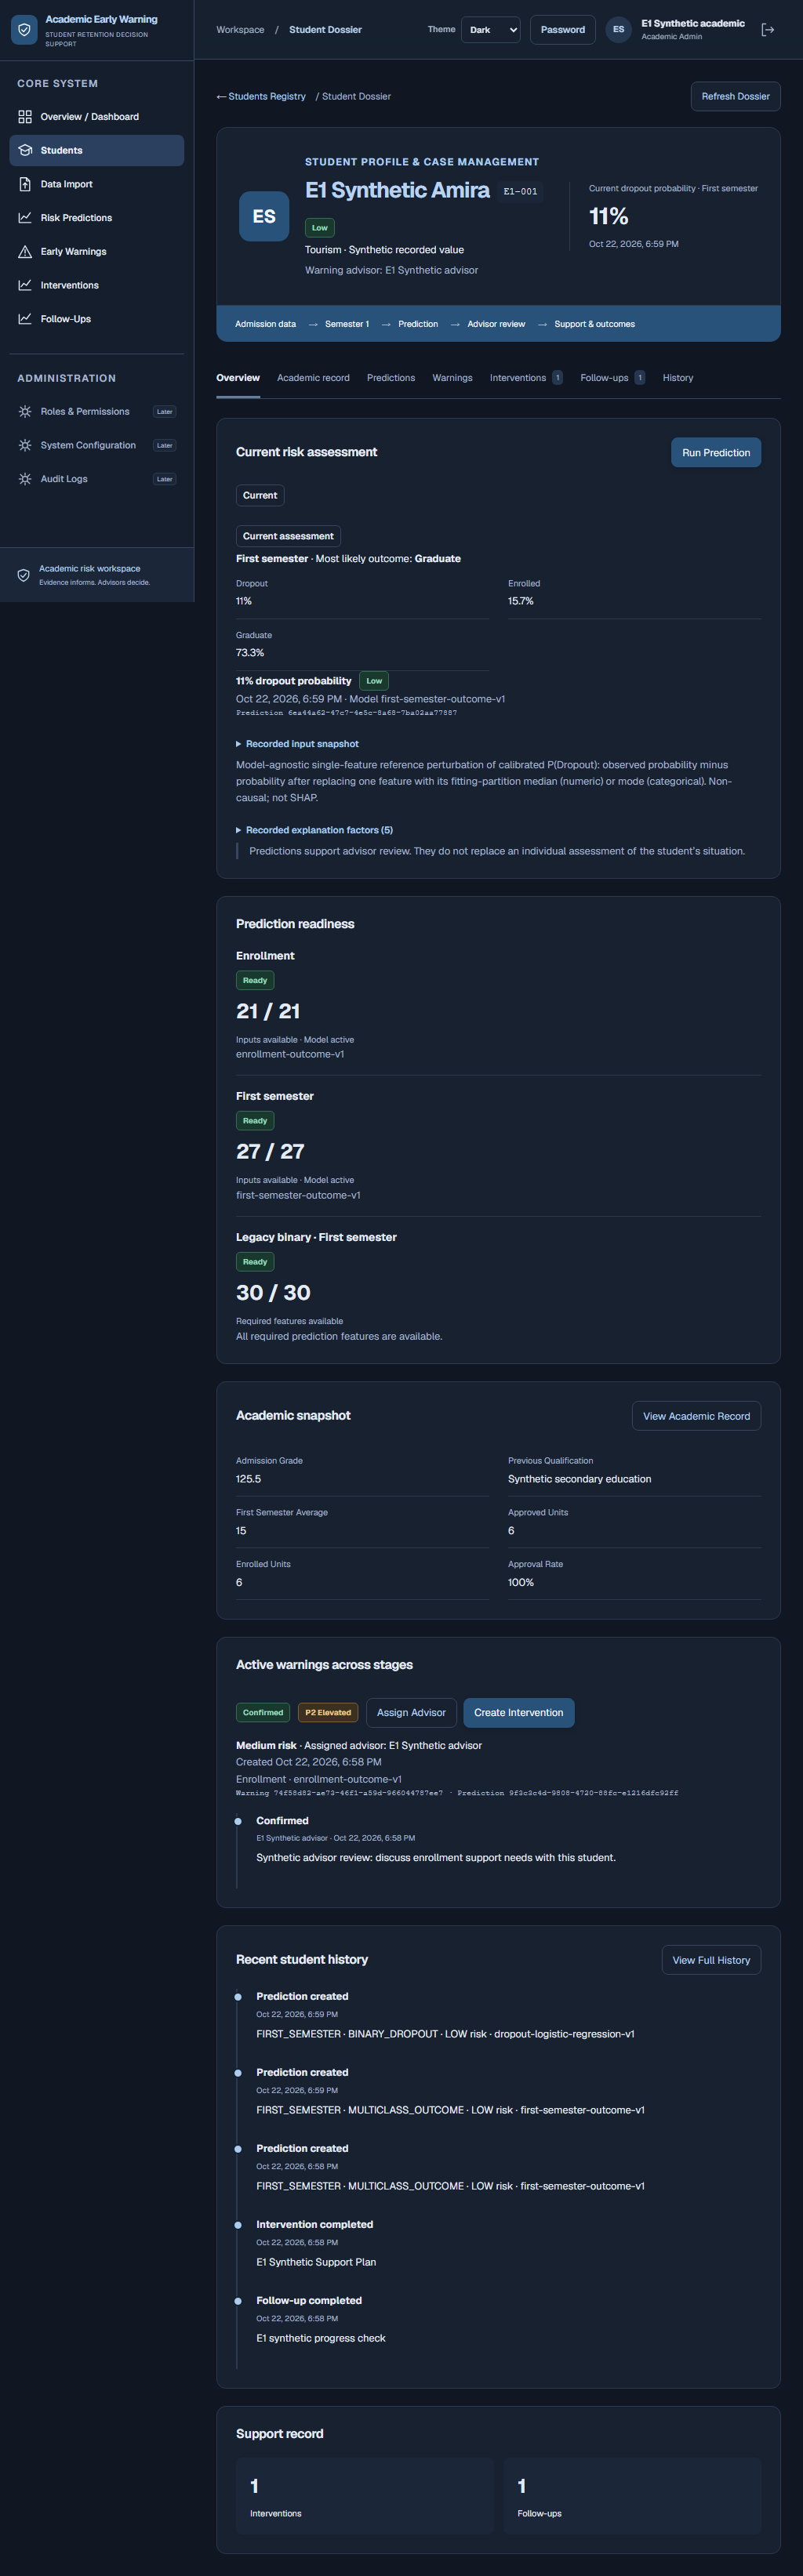 Academic Early Warning
STUDENT RETENTION DECISION
SUPPORT
CORE SYSTEM
Overview / Dashboard
Students
Data Import
Risk Predictions
Early Warnings
Interventions
Follow-Ups
ADMINISTRATION
Roles & Permissions Later
System Configuration Later
Audit Logs Later
Academic risk workspace
Evidence informs. Advisors decide.
Workspace / Student Dossier
Theme Dark Password ES E1 Synthetic academic
Academic Admin
← Students Registry / Student Dossier Refresh Dossier
STUDENT PROFILE & CASE MANAGEMENT
ES E1 Synthetic Amira E1-001
Low
Tourism · Synthetic recorded value
Warning advisor: E1 Synthetic advisor
Current dropout probability · First semester
11%
Oct 22, 2026, 6:59 PM
Admission data → Semester 1 → Prediction → Advisor review → Support & outcomes
Overview Academic record Predictions Warnings Interventions 1 Follow-ups 1 History
Current risk assessment Run Prediction
Current
Current assessment
First semester · Most likely outcome: Graduate
Dropout Enrolled
11% 15.7%
Graduate
73.3%
11% dropout probability Low
Oct 22, 2026, 6:59 PM · Model first-semester-outcome-v1
Prediction 6ea44a62-47c7-4e5c-8a68-7ba02aa77887
Recorded input snapshot
Model-agnostic single-feature reference perturbation of calibrated P(Dropout): observed probability minus
probability after replacing one feature with its fitting-partition median (numeric) or mode (categorical). Non-
causal; not SHAP.
Recorded explanation factors (5)
Predictions support advisor review. They do not replace an individual assessment of the student's situation.
Prediction readiness
Enrollment
Ready
21 / 21
Inputs available · Model active
enrollment-outcome-v1
First semester
Ready
27 / 27
Inputs available · Model active
first-semester-outcome-v1
Legacy binary · First semester
Ready
30 / 30
Required features available
All required prediction features are available.
Academic snapshot View Academic Record
Admission Grade Previous Qualification
125.5 Synthetic secondary education
First Semester Average Approved Units
15 6
Enrolled Units Approval Rate
6 100%
Active warnings across stages
Confirmed P2 Elevated Assign Advisor Create Intervention
Medium risk · Assigned advisor: E1 Synthetic advisor
Created Oct 22, 2026, 6:58 PM
Enrollment · enrollment-outcome-v1
Warning 74f58d82-ae73-46f1-a59d-966044787ee7 · Prediction 9f3c3c4d-9808-4720-88fc-e1216dfc92ff
Confirmed
E1 Synthetic advisor · Oct 22, 2026, 6:58 PM
Synthetic advisor review: discuss enrollment support needs with this student.
Recent student history View Full History
Prediction created
Oct 22, 2026, 6:59 PM
FIRST_SEMESTER · BINARY_DROPOUT · LOW risk · dropout-logistic-regression-v1
Prediction created
Oct 22, 2026, 6:59 PM
FIRST_SEMESTER · MULTICLASS_OUTCOME · LOW risk · first-semester-outcome-v1
Prediction created
Oct 22, 2026, 6:58 PM
FIRST_SEMESTER · MULTICLASS_OUTCOME · LOW risk · first-semester-outcome-v1
Intervention completed
Oct 22, 2026, 6:58 PM
E1 Synthetic Support Plan
Follow-up completed
Oct 22, 2026, 6:58 PM
E1 synthetic progress check
Support record
1 1
Interventions Follow-ups